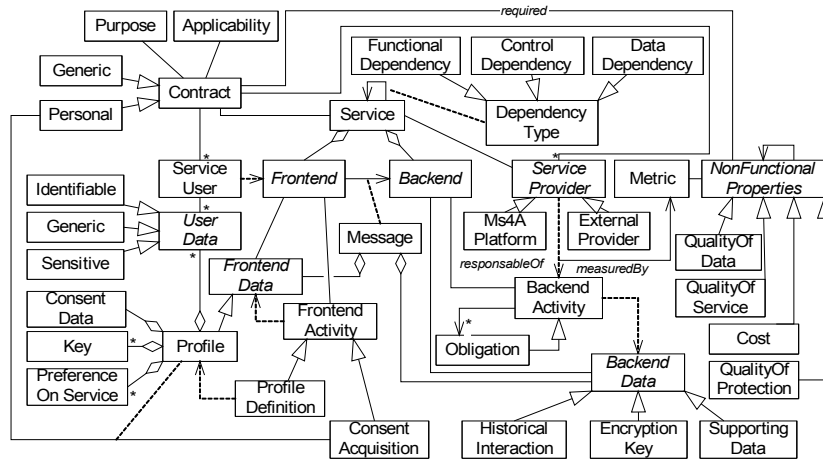 required
Purpose
Applicability
Functional
Dependency
Control
Dependency
Data
Dependency
Generic
Contract
Personal
Service
Dependency
Type
*
*
Service
User
Frontend
Backend
Service
Provider
Metric
NonFunctional
Properties
Identifiable
*
Generic
User
Data
Ms4A
Platform
External
Provider
Message
QualityOf
Data
Sensitive
*
responsableOf
measuredBy
Frontend
Data
Backend
Activity
QualityOf
Service
Consent
Data
Frontend
Activity
*
Key
*
Profile
Obligation
Cost
Preference
On Service
*
Backend
Data
QualityOf
Protection
Profile
Definition
Consent
Acquisition
Historical
Interaction
Encryption
Key
Supporting
Data